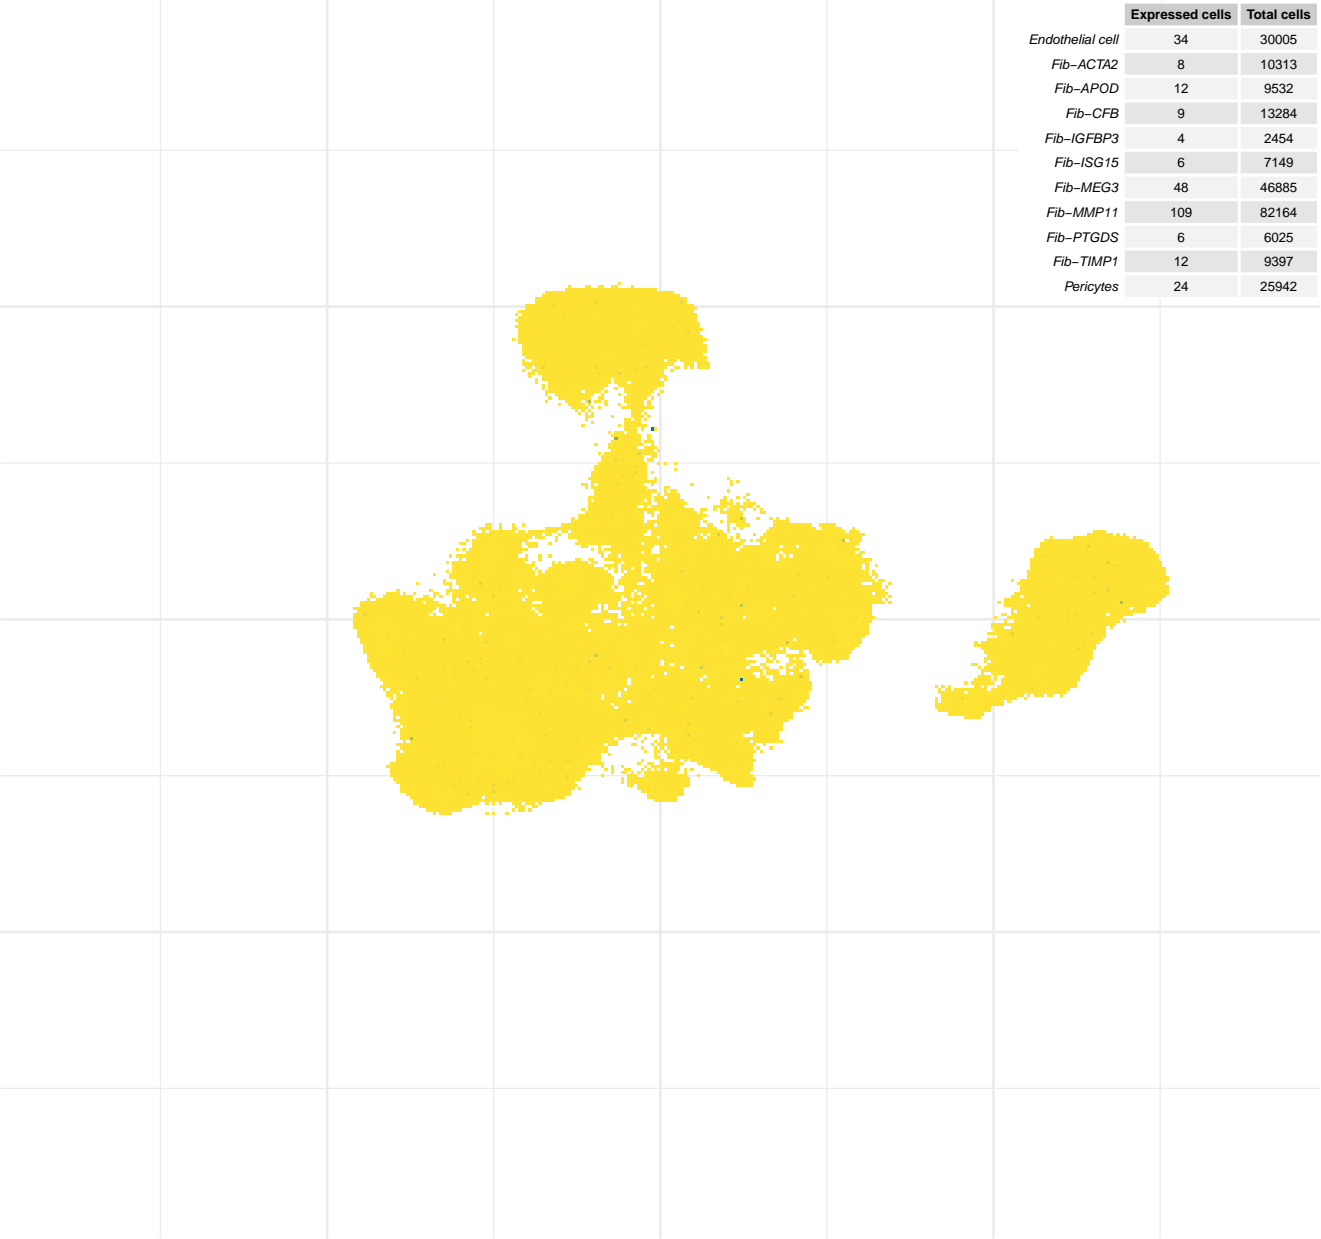 Expressed cells Total cells
Endothelial cell 34 30005
Fib−ACTA2 8 10313
Fib−APOD 12 9532
Fib−CFB 9 13284
Fib−IGFBP3 4 2454
Fib−ISG15 6 7149
Fib−MEG3 48 46885
Fib−MMP11 109 82164
Fib−PTGDS 6 6025
Fib−TIMP1 12 9397
Pericytes 24 25942